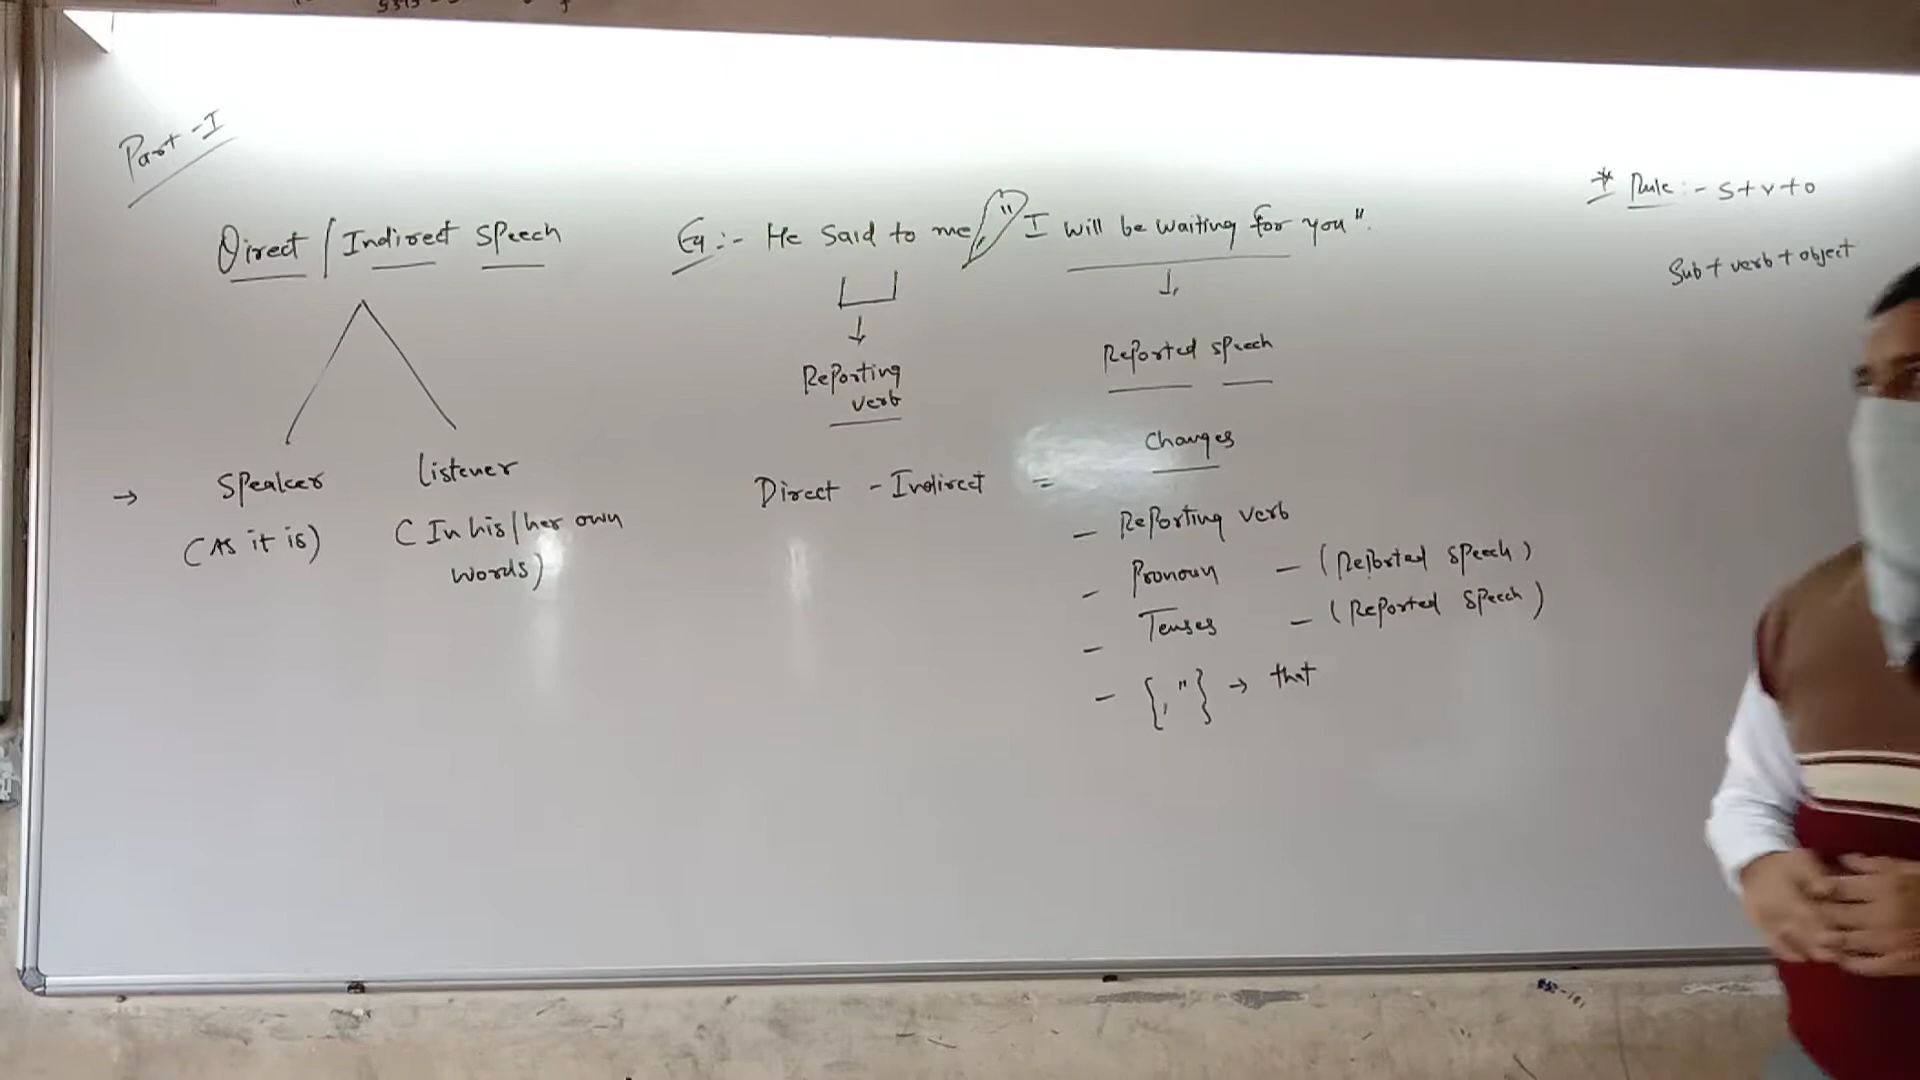 Part-I
Direct / Indirect Speech
Speaker
Listener
(As it is)
(In his/her own
words)
Eg:- He said to me, "I will be waiting for you".
Reporting
verb
Reported speech
Direct - Indirect =
Changes
- Reporting verb
- Pronoun - (Reported speech)
- Tenses - (Reported speech)
- {, "} → that
* Rule:- S+V+O
Sub + verb + object